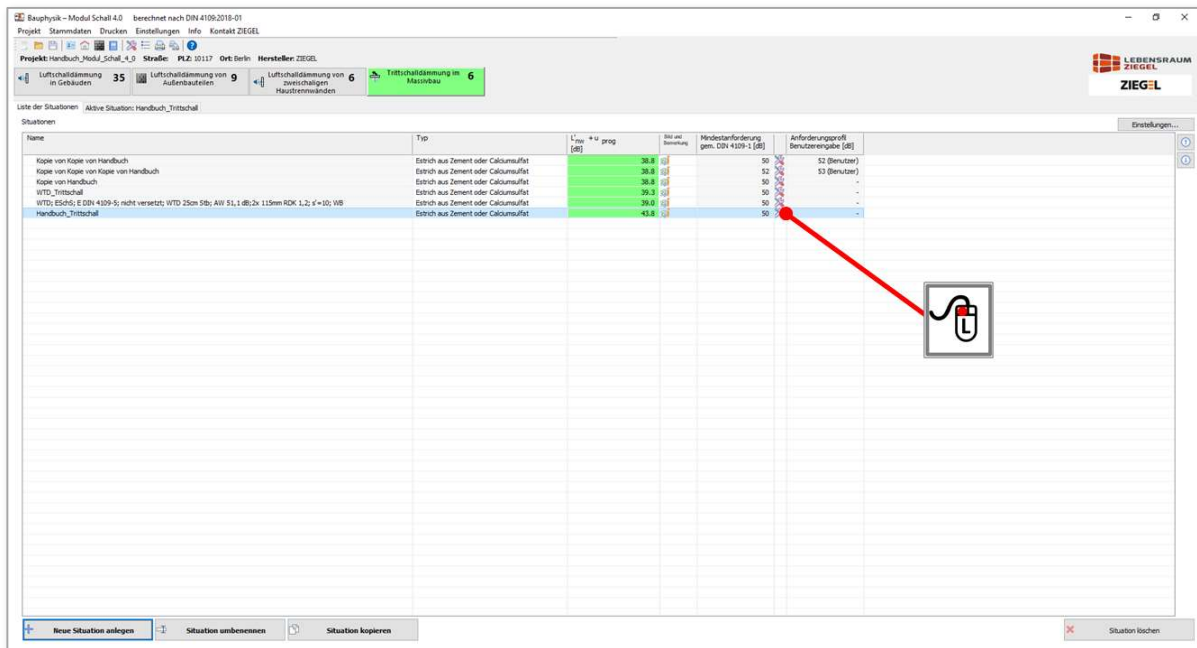 Bauphysik – Modul Schall 4.0 berechnet nach DIN 4109:2018-01
Projekt Stammdaten Drucken Einstellungen Info Kontakt ZIEGEL
Projekt: Handbuch_Modul_Schall_4_0 Straße: PLZ: 10117 Ort: Berlin Hersteller: ZIEGEL
LEBENSRAUM
ZIEGEL
ZIEGEL
Luftschalldämmung in Gebäuden 35
Luftschalldämmung von Außenbauteilen 9
Luftschalldämmung von zweischaligen Haustrennwänden 6
Trittschalldämmung im Massivbau 6
Liste der Situationen Aktive Situation: Handbuch_Trittschall
Situationen Einstellungen...
Name Typ L'nw + u prog [dB] Bild und Bemerkung Mindestanforderung gem. DIN 4109-1 [dB] Anforderungsprofil Benutzereingabe [dB]
Kopie von Kopie von Handbuch Estrich aus Zement oder Calciumsulfat 38.8 50 52 (Benutzer)
Kopie von Kopie von Kopie von Handbuch Estrich aus Zement oder Calciumsulfat 38.8 52 53 (Benutzer)
Kopie von Handbuch Estrich aus Zement oder Calciumsulfat 38.8 50 -
WTD_Trittschall Estrich aus Zement oder Calciumsulfat 39.3 50 -
WTD; ESch5; E DIN 4109-5; nicht versetzt; WTD 25cm Stb; AW 51,1 dB;2x 115mm RDK 1,2; s'=10; WB Estrich aus Zement oder Calciumsulfat 39.0 50 -
Handbuch_Trittschall Estrich aus Zement oder Calciumsulfat 43.8 50 -
L
Neue Situation anlegen Situation umbenennen Situation kopieren Situation löschen